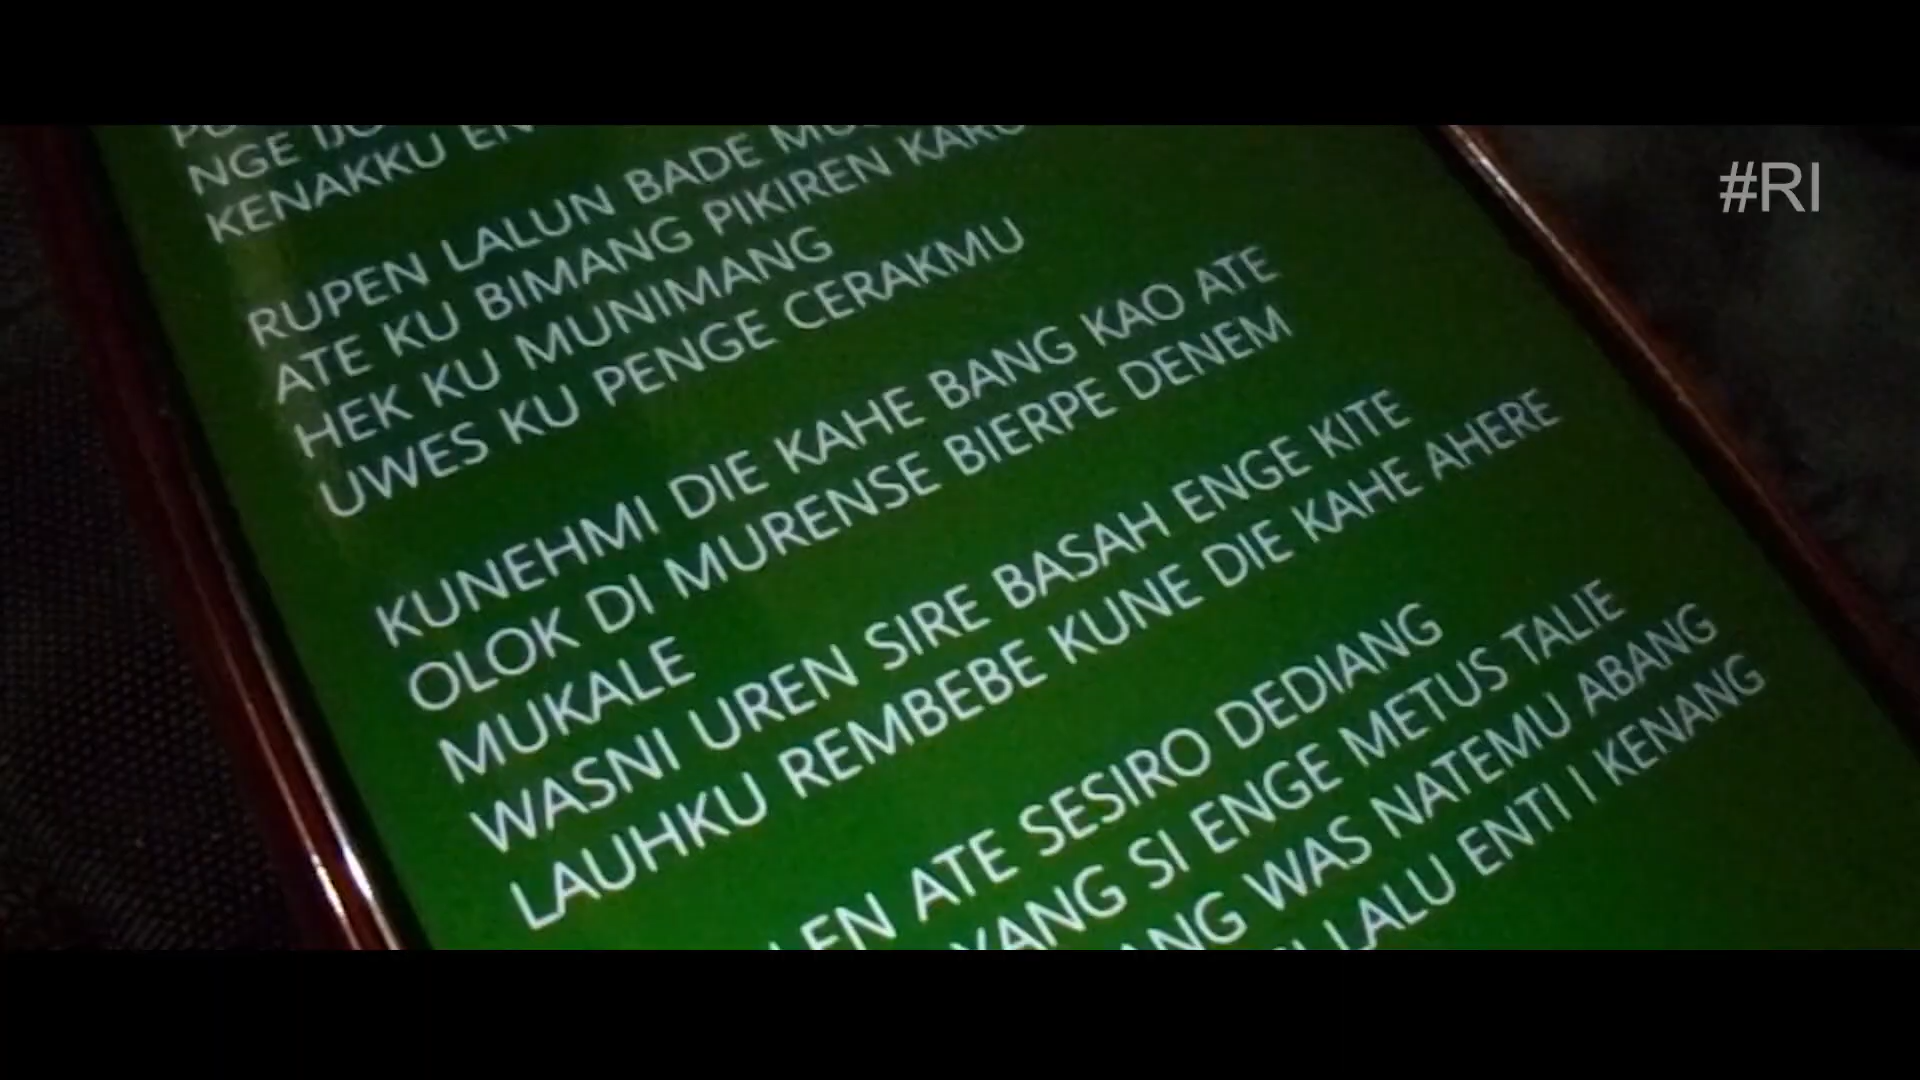 #RI
NGE
KENAKKU
RUPEN LALUN BADE
ATE KU BIMANG PIKIREN
HEK KU MUNIMANG
UWES KU PENGE CERAKMU
KUNEHMI DIE KAHE BANG KAO ATE
OLOK DI MURENSE BIERPE DENEM
MUKALE
WASNI UREN SIRE BASAH ENGE KITE
LAUHKU REMBEBE KUNE DIE KAHE AHERE
ATE SESIRO DEDIANG
SI ENGE METUS TALIE
WAS NATEMU ABANG
LALU ENTI I KENANG